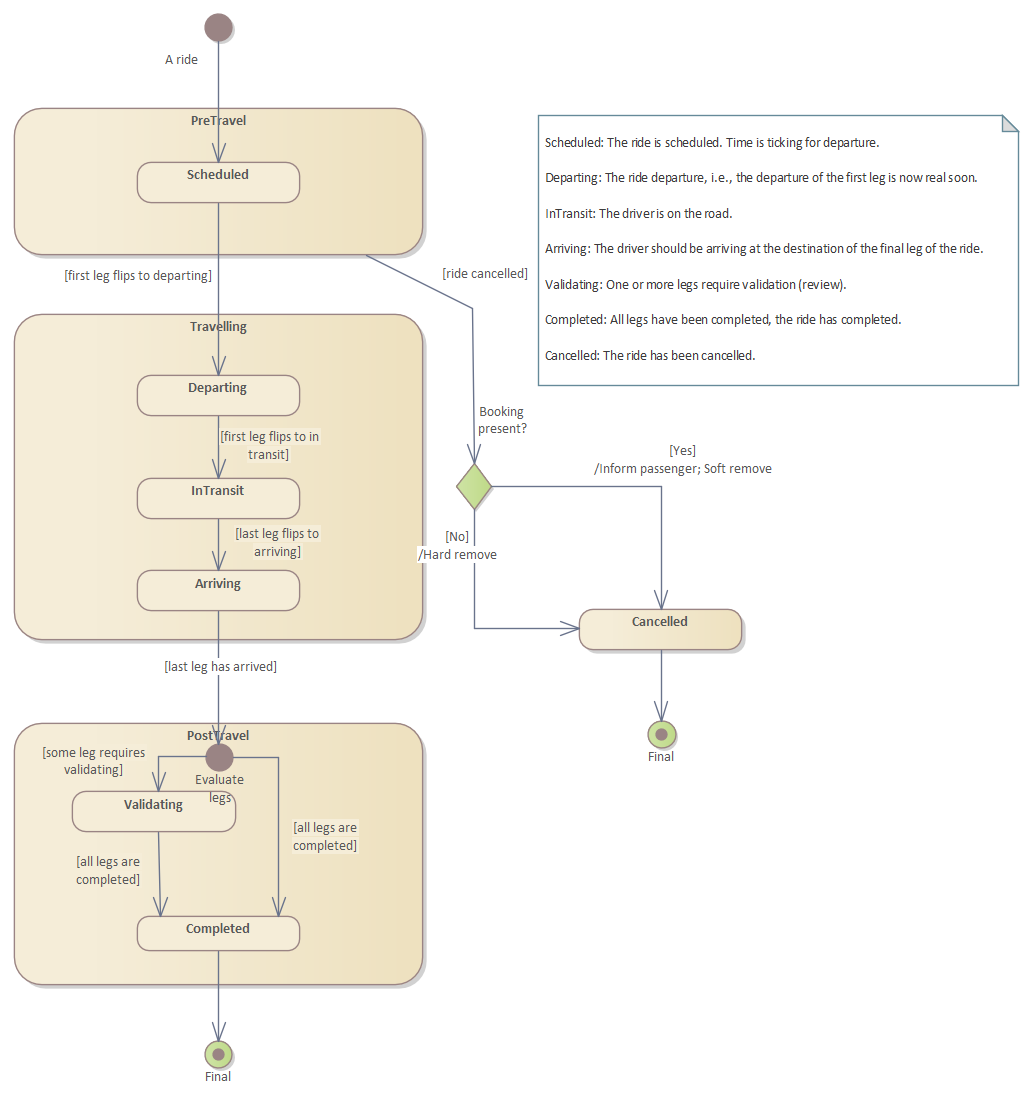 A ride
PreTravel
Scheduled
Scheduled: The ride is scheduled. Time is ticking for departure.
Departing: The ride departure, i.e., the departure of the first leg is now real soon.
InTransit: The driver is on the road.
Arriving: The driver should be arriving at the destination of the final leg of the ride.
Validating: One or more legs require validation (review).
Completed: All legs have been completed, the ride has completed.
Cancelled: The ride has been cancelled.
[first leg flips to departing]
[ride cancelled]
Travelling
Departing
[first leg flips to in
transit]
InTransit
[last leg flips to
arriving]
Arriving
Booking
present?
[Yes]
/Inform passenger; Soft remove
[No]
/Hard remove
Cancelled
Final
[last leg has arrived]
PostTravel
[some leg requires
validating]
Evaluate
legs
Validating
[all legs are
completed]
[all legs are
completed]
Completed
Final